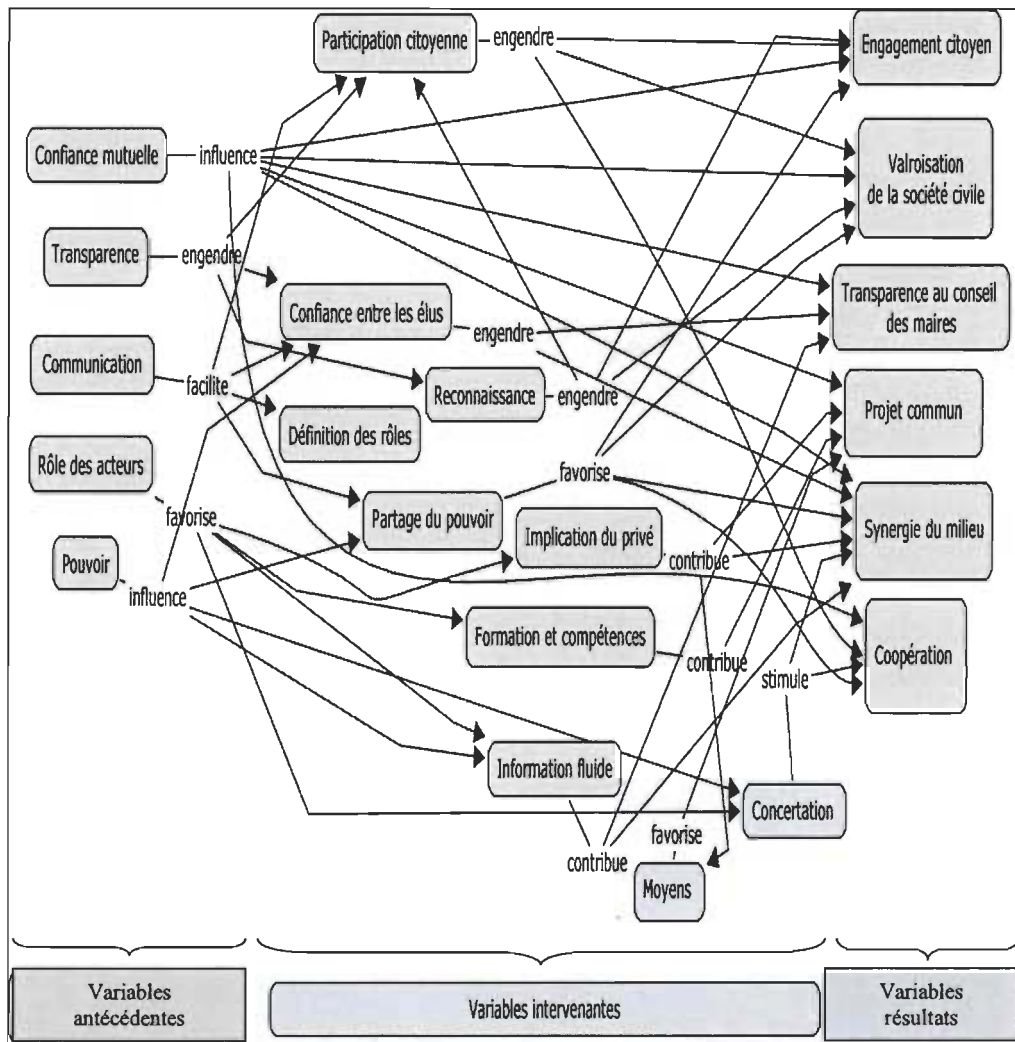 Participation citoyenne
engendre
Engagement citoyen
Confiance mutuelle
influence
Valroisation
de la société civile
Transparence
engendre
Confiance entre les élus
engendre
Transparence au conseil
des maires
Communication
facilite
Reconnaissance
engendre
Projet commun
Définition des rôles
Rôle des acteurs
favorise
favorise
Partage du pouvoir
Implication du privé
contribue
Synergie du milieu
Pouvoir
influence
Formation et compétences
contribue
stimule
Coopération
Information fluide
Concertation
contribue
favorise
Moyens
Variables
antécédentes
Variables intervenantes
Variables
résultats